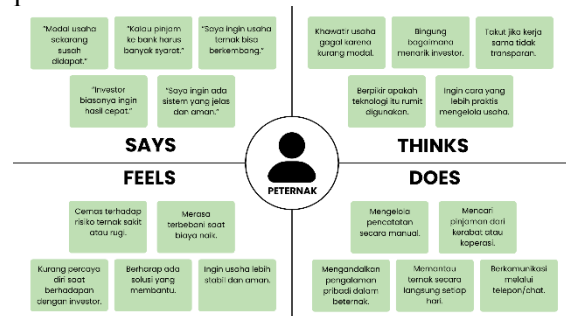 "Modal usaha
sekarang
susah
didapat."
"Kalau pinjam
ke bank harus
banyak syarat."
"Saya ingin usaha
ternak bisa
berkembang."
"Investor
biasanya ingin
hasil cepat."
"Saya ingin ada
sistem yang jelas
dan aman."
SAYS
Khawatir usaha
gagal karena
kurang modal.
Bingung
bagaimana
menarik investor.
Takut jika kerja
sama tidak
transparan.
Berpikir apakah
teknologi itu rumit
digunakan.
Ingin cara yang
lebih praktis
mengelola usaha.
THINKS
PETERNAK
FEELS
Cemas terhadap
risiko ternak sakit
atau rugi.
Merasa
terbebani saat
biaya naik.
Kurang percaya
diri saat
berhadapan
dengan investor.
Berharap ada
solusi yang
membantu.
Ingin usaha lebih
stabil dan aman.
DOES
Mengelola
pencatatan
secara manual.
Mencari
pinjaman dari
kerabat atau
koperasi.
Mengandalkan
pengalaman
pribadi dalam
beternak.
Memantau
ternak secara
langsung setiap
hari.
Berkomunikasi
melalui
telepon/chat.